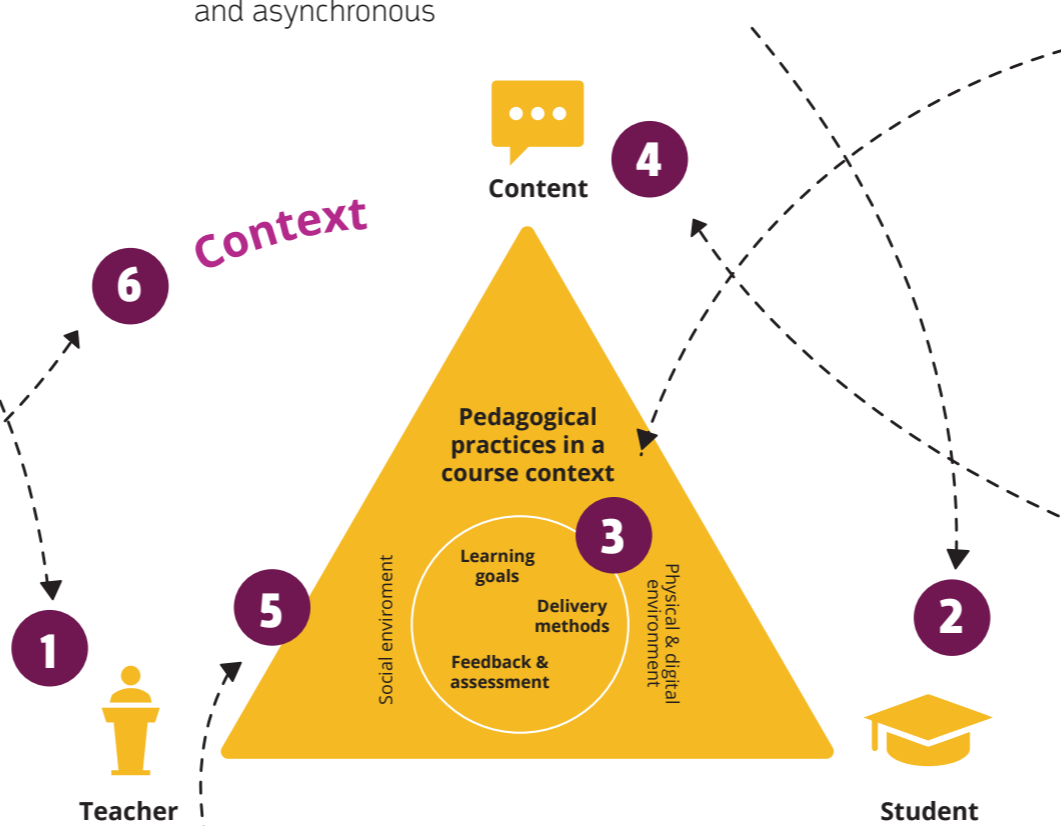 and asynchronous
4
Content
Context
6
Pedagogical
practices in a
course context
3
Learning
goals
Delivery
methods
Feedback &
assessment
Social enviroment
Physical & digital
environment
5
2
1
Teacher
Student